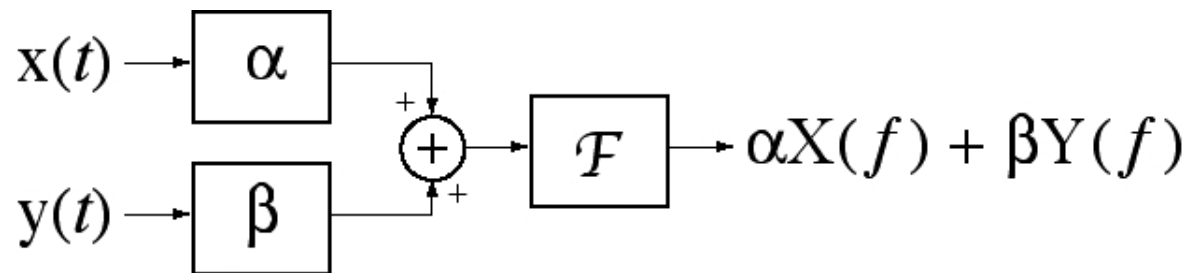 x(t) α
+
+ ℱ αX(f) + βY(f)
+
y(t) β